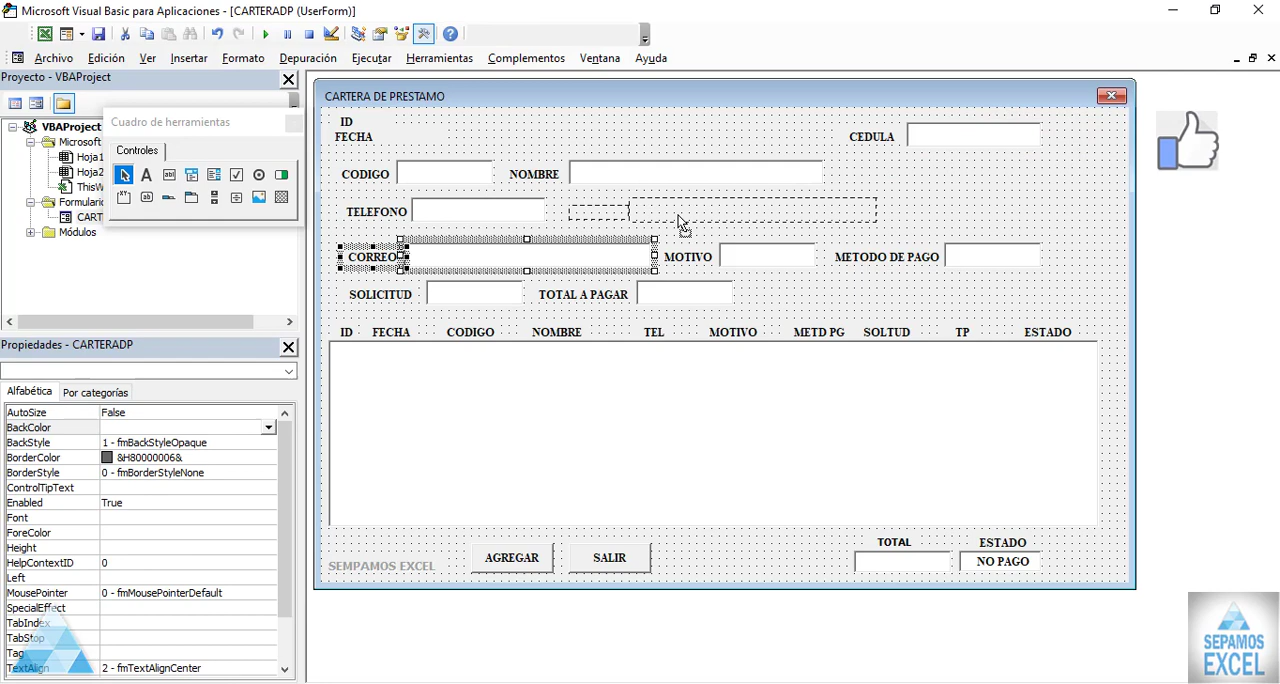 Microsoft Visual Basic para Aplicaciones - [CARTERADP (UserForm)]
Archivo Edición Ver Insertar Formato Depuración Ejecutar Herramientas Complementos Ventana Ayuda
Proyecto - VBAProject
VBAProject
Microsof
Hoja1
Hoja2
ThisW
Formulario
CART
Módulos
Cuadro de herramientas
Controles
Propiedades - CARTERADP
Alfabética Por categorías
AutoSize False
BackColor
BackStyle 1 - fmBackStyleOpaque
BorderColor &H80000006&
BorderStyle 0 - fmBorderStyleNone
ControlTipText
Enabled True
Font
ForeColor
Height
HelpContextID 0
Left
MousePointer 0 - fmMousePointerDefault
SpecialEffect
TabIndex
TabStop
Tag
TextAlign 2 - fmTextAlignCenter
CARTERA DE PRESTAMO
ID
FECHA
CEDULA
CODIGO NOMBRE
TELEFONO
CORREO MOTIVO METODO DE PAGO
SOLICITUD TOTAL A PAGAR
ID FECHA CODIGO NOMBRE TEL MOTIVO METD PG SOLTUD TP ESTADO
TOTAL ESTADO
SEMPAMOS EXCEL AGREGAR SALIR NO PAGO
SEPAMOS
EXCEL